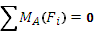 ∑M_A(F_i) = 0